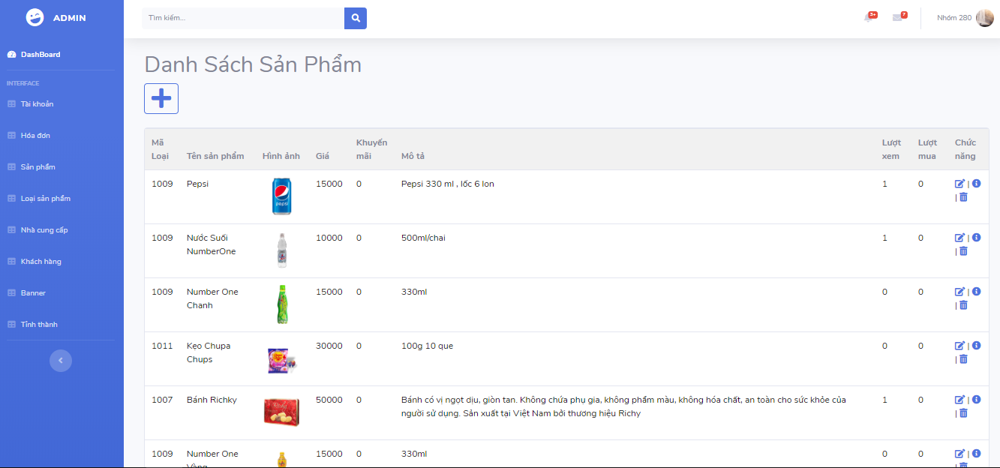 ADMIN
Tìm kiếm...
3+
7
Nhóm 280
DashBoard
INTERFACE
Tài khoản
Hóa đơn
Sản phẩm
Loại sản phẩm
Nhà cung cấp
Khách hàng
Banner
Tỉnh thành
Danh Sách Sản Phẩm
Mã Loại Tên sản phẩm Hình ảnh Giá Khuyến mãi Mô tả Lượt xem Lượt mua Chức năng
1009 Pepsi pepsi 15000 0 Pepsi 330 ml , lốc 6 lon 1 0 | |
1009 Nước Suối NumberOne 10000 0 500ml/chai 1 0 | |
1009 Number One Chanh 15000 0 330ml 0 0 | |
1011 Kẹo Chupa Chups 30000 0 100g 10 que 0 0 | |
1007 Bánh Richky 50000 0 Bánh có vị ngọt dịu, giòn tan. Không chứa phụ gia, không phẩm màu, không hóa chất, an toàn cho sức khỏe của
người sử dụng. Sản xuất tại Việt Nam bởi thương hiệu Richy 1 0 | |
1009 Number One Vàng 15000 0 330ml 0 0 | |